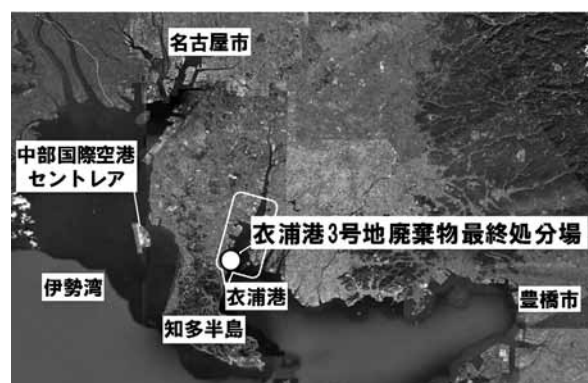 名古屋市
中部国際空港
セントレア
衣浦港3号地廃棄物最終処分場
伊勢湾
衣浦港
豊橋市
知多半島